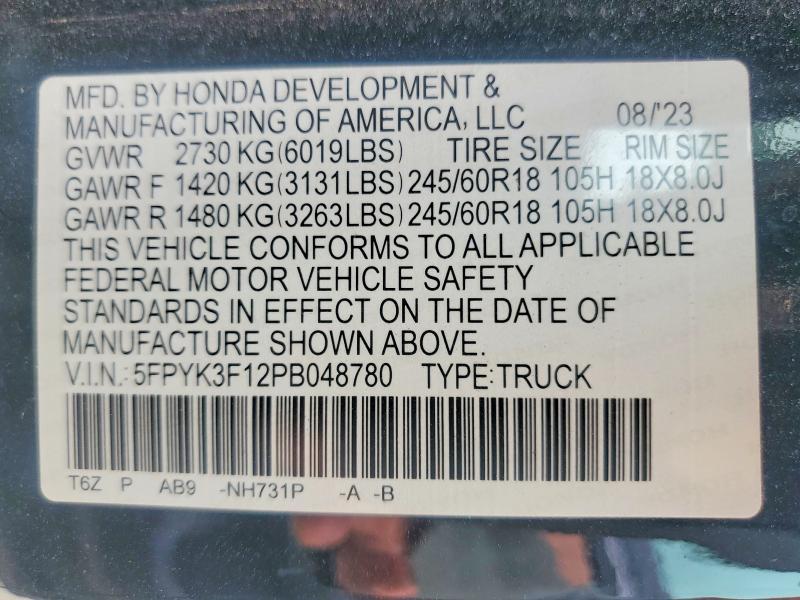 MFD. BY HONDA DEVELOPMENT &
MANUFACTURING OF AMERICA, LLC 08/'23
GVWR 2730 KG(6019LBS) TIRE SIZE RIM SIZE
GAWR F 1420 KG(3131LBS) 245/60R18 105H 18X8.0J
GAWR R 1480 KG(3263LBS) 245/60R18 105H 18X8.0J
THIS VEHICLE CONFORMS TO ALL APPLICABLE
FEDERAL MOTOR VEHICLE SAFETY
STANDARDS IN EFFECT ON THE DATE OF
MANUFACTURE SHOWN ABOVE.
V.I.N.: 5FPYK3F12PB048780 TYPE: TRUCK
T6Z P AB9 -NH731P -A -B